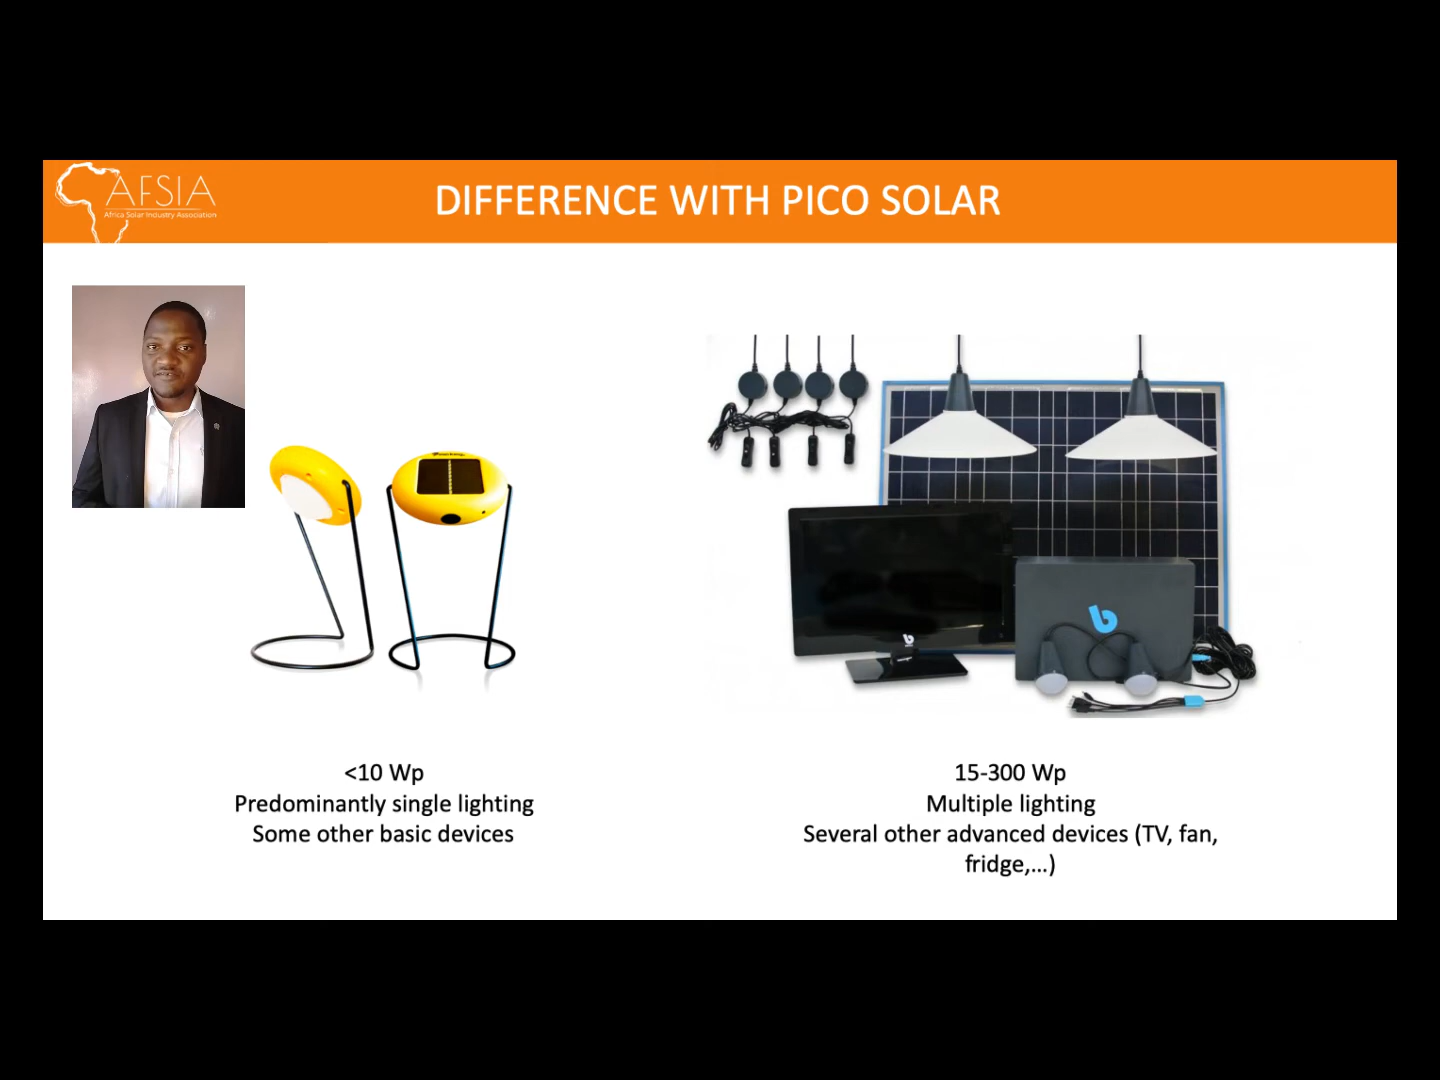 AFSIA
Africa Solar Industry Association
DIFFERENCE WITH PICO SOLAR
<10 Wp
Predominantly single lighting
Some other basic devices
15-300 Wp
Multiple lighting
Several other advanced devices (TV, fan,
fridge,...)